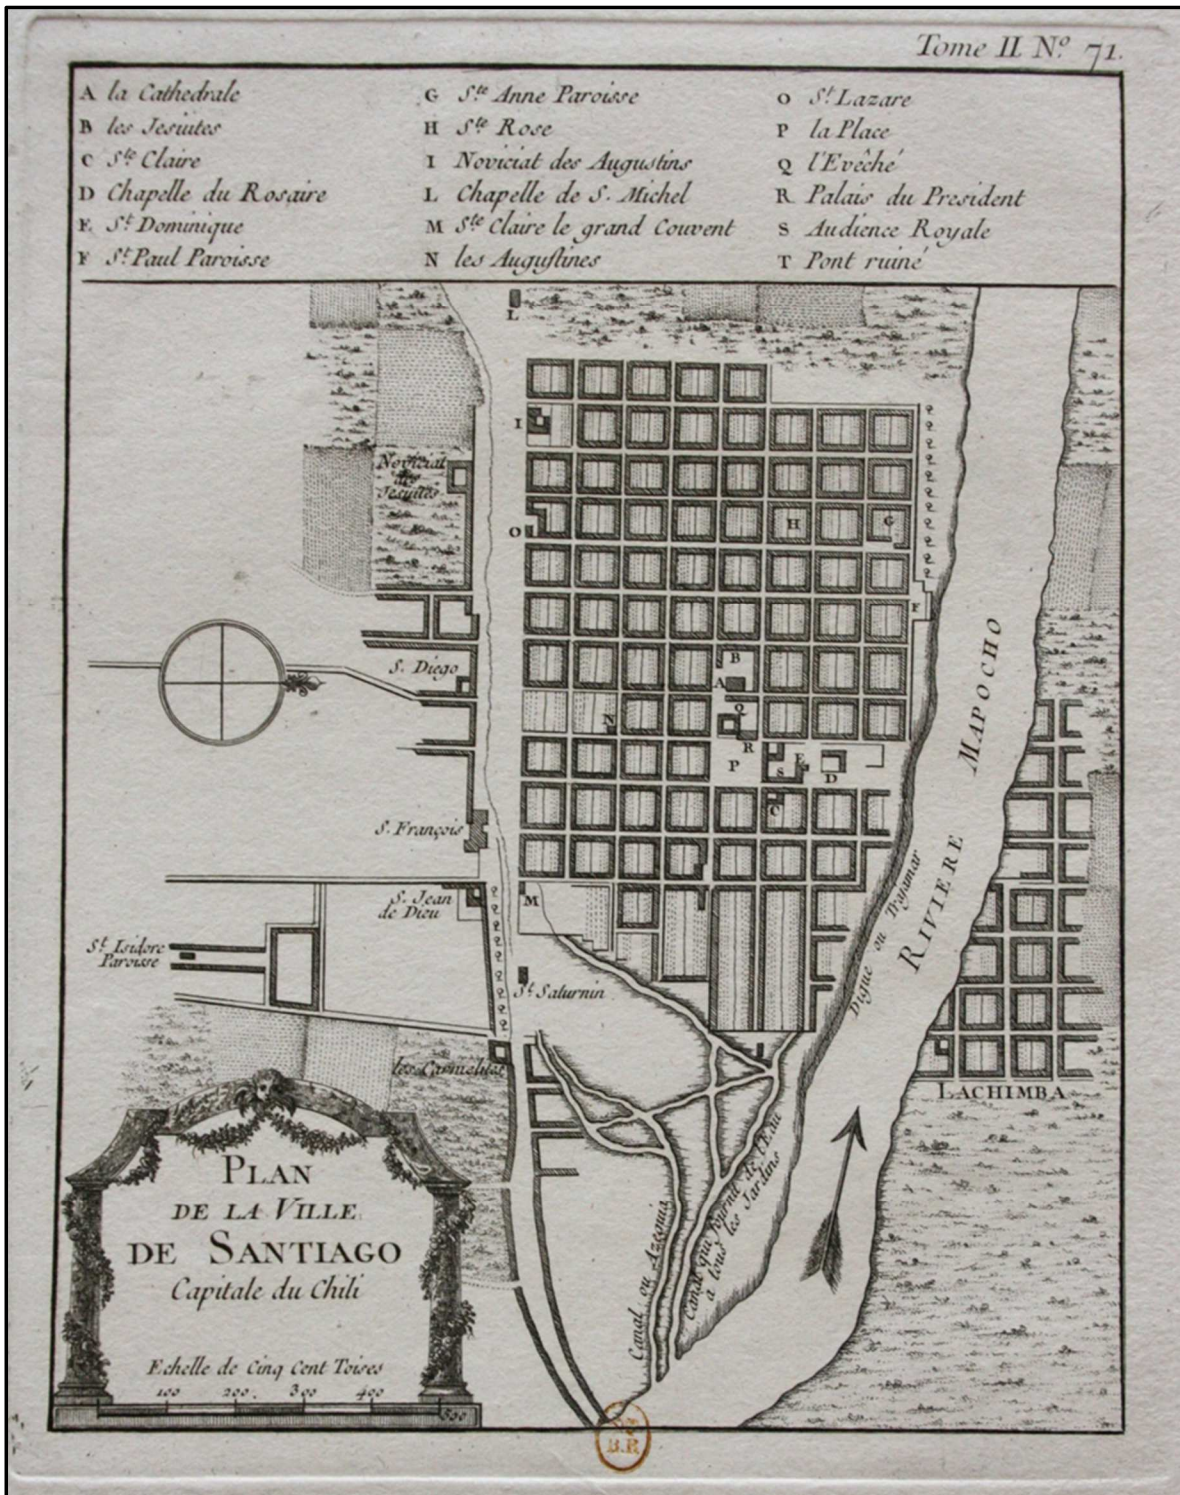 Tome II. N.º 71.
A la Cathedrale
B les Jesuites
C S.te Claire
D Chapelle du Rosaire
E S.t Dominique
F S.t Paul Paroisse
G S.te Anne Paroisse
H S.te Rose
I Noviciat des Augustins
L Chapelle de S. Michel
M S.te Claire le grand Couvent
N les Augustines
O S.t Lazare
P la Place
Q l'Evêché
R Palais du President
S Audience Royale
T Pont ruiné
L
I
Noviciat
des
Jesuites
O
H
G
F
S. Diego
B
A
N
Q
R
P
S
E
D
C
S. François
S. Jean
de Dieu
M
S.t Isidore
Paroisse
S.t Saturnin
les Carmelites
RIVIERE MAPOCHO
Digue ou Trajamar
LACHIMBA
Canal ou Azequis
Canal qui fournit de l'Eau
à tous les Jardins
PLAN
DE LA VILLE
DE SANTIAGO
Capitale du Chili
Echelle de Cinq Cent Toises
100 200. 300 400
500
B.R.